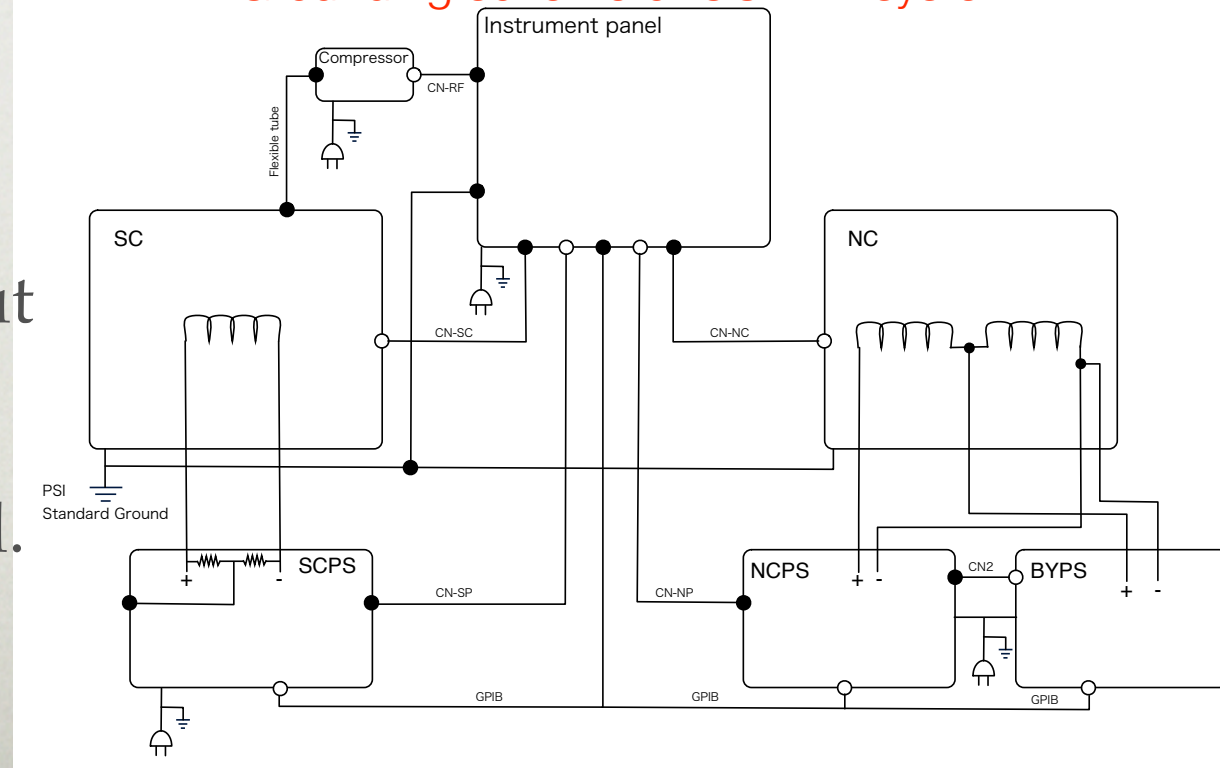 Instrument panel
Compressor
CN-RF
Flexible tube
SC
NC
CN-SC
CN-NC
PSI
Standard Ground
SCPS
+
-
NCPS
+ -
CN2
BYPS
+ -
CN-SP
CN-NP
GPIB
GPIB
GPIB